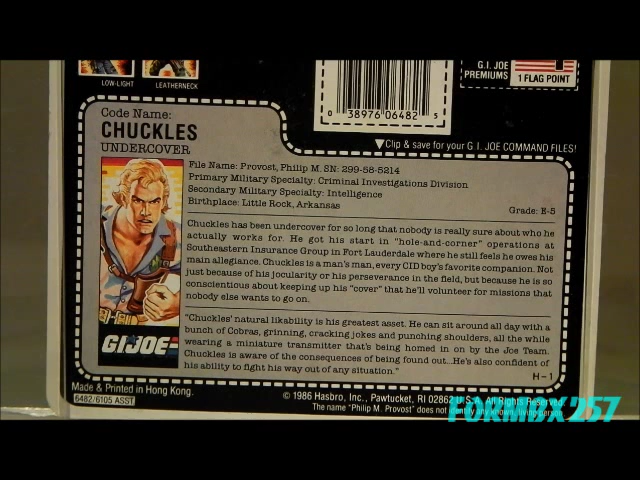 LOW-LIGHT
LEATHERNECK
0 38976 06482 5
G.I. JOE
PREMIUMS
1 FLAG POINT
▼Clip & save for your G.I. JOE COMMAND FILES!
Code Name:
CHUCKLES
UNDERCOVER
File Name: Provost, Philip M. SN: 299-58-5214
Primary Military Specialty: Criminal Investigations Division
Secondary Military Specialty: Intelligence
Birthplace: Little Rock, Arkansas
Grade: E-5
Chuckles has been undercover for so long that nobody is really sure about who he
actually works for. He got his start in "hole-and-corner" operations at
Southeastern Insurance Group in Fort Lauderdale where he still feels he owes his
main allegiance. Chuckles is a man's man, every CID boy's favorite companion. Not
just because of his jocularity or his perseverance in the field, but because he is so
conscientious about keeping up his "cover" that he'll volunteer for missions that
nobody else wants to go on.
"Chuckles' natural likability is his greatest asset. He can sit around all day with a
bunch of Cobras, grinning, cracking jokes and punching shoulders, all the while
wearing a miniature transmitter that's being homed in on by the Joe Team.
Chuckles is aware of the consequences of being found out...He's also confident of
his ability to fight his way out of any situation."
H-1
G.I. JOE
Made & Printed in Hong Kong.
6482/6105 ASST.
© 1986 Hasbro, Inc., Pawtucket, RI 02862 U.S.A. All Rights Reserved.
The name "Philip M. Provost" does not identify any known, living person.
FORMBX257